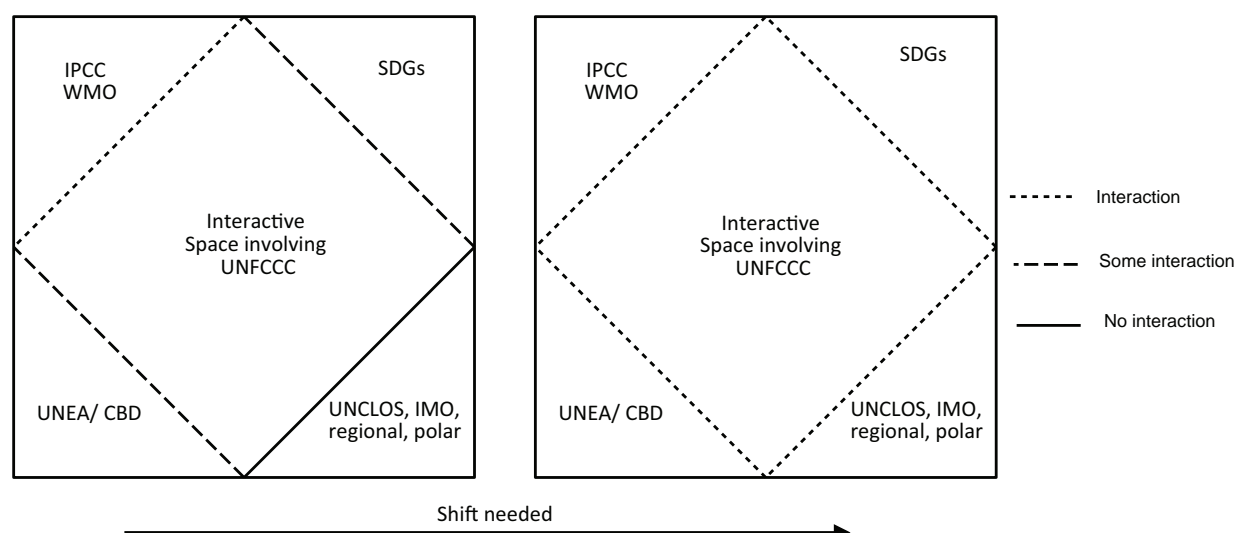 IPCC
WMO
SDGs
Interactive
Space involving
UNFCCC
UNEA/ CBD
UNCLOS, IMO,
regional, polar
IPCC
WMO
SDGs
Interactive
Space involving
UNFCCC
UNEA/ CBD
UNCLOS, IMO,
regional, polar
Interaction
Some interaction
No interaction
Shift needed